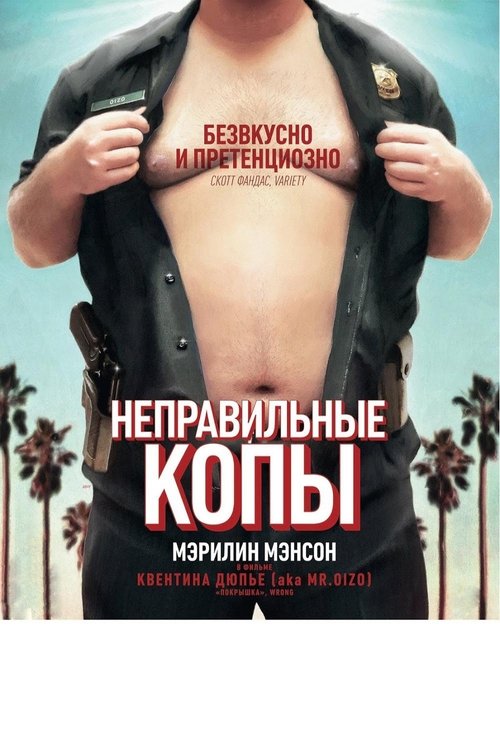 OIZO
БЕЗВКУСНО
И ПРЕТЕНЦИОЗНО
СКОТТ ФАНДАС, VARIETY
НЕПРАВИЛЬНЫЕ
КОПЫ
МЭРИЛИН МЭНСОН
В ФИЛЬМЕ
КВЕНТИНА ДЮПЬЕ (aka MR.OIZO)
«ПОКРЫШКА», WRONG